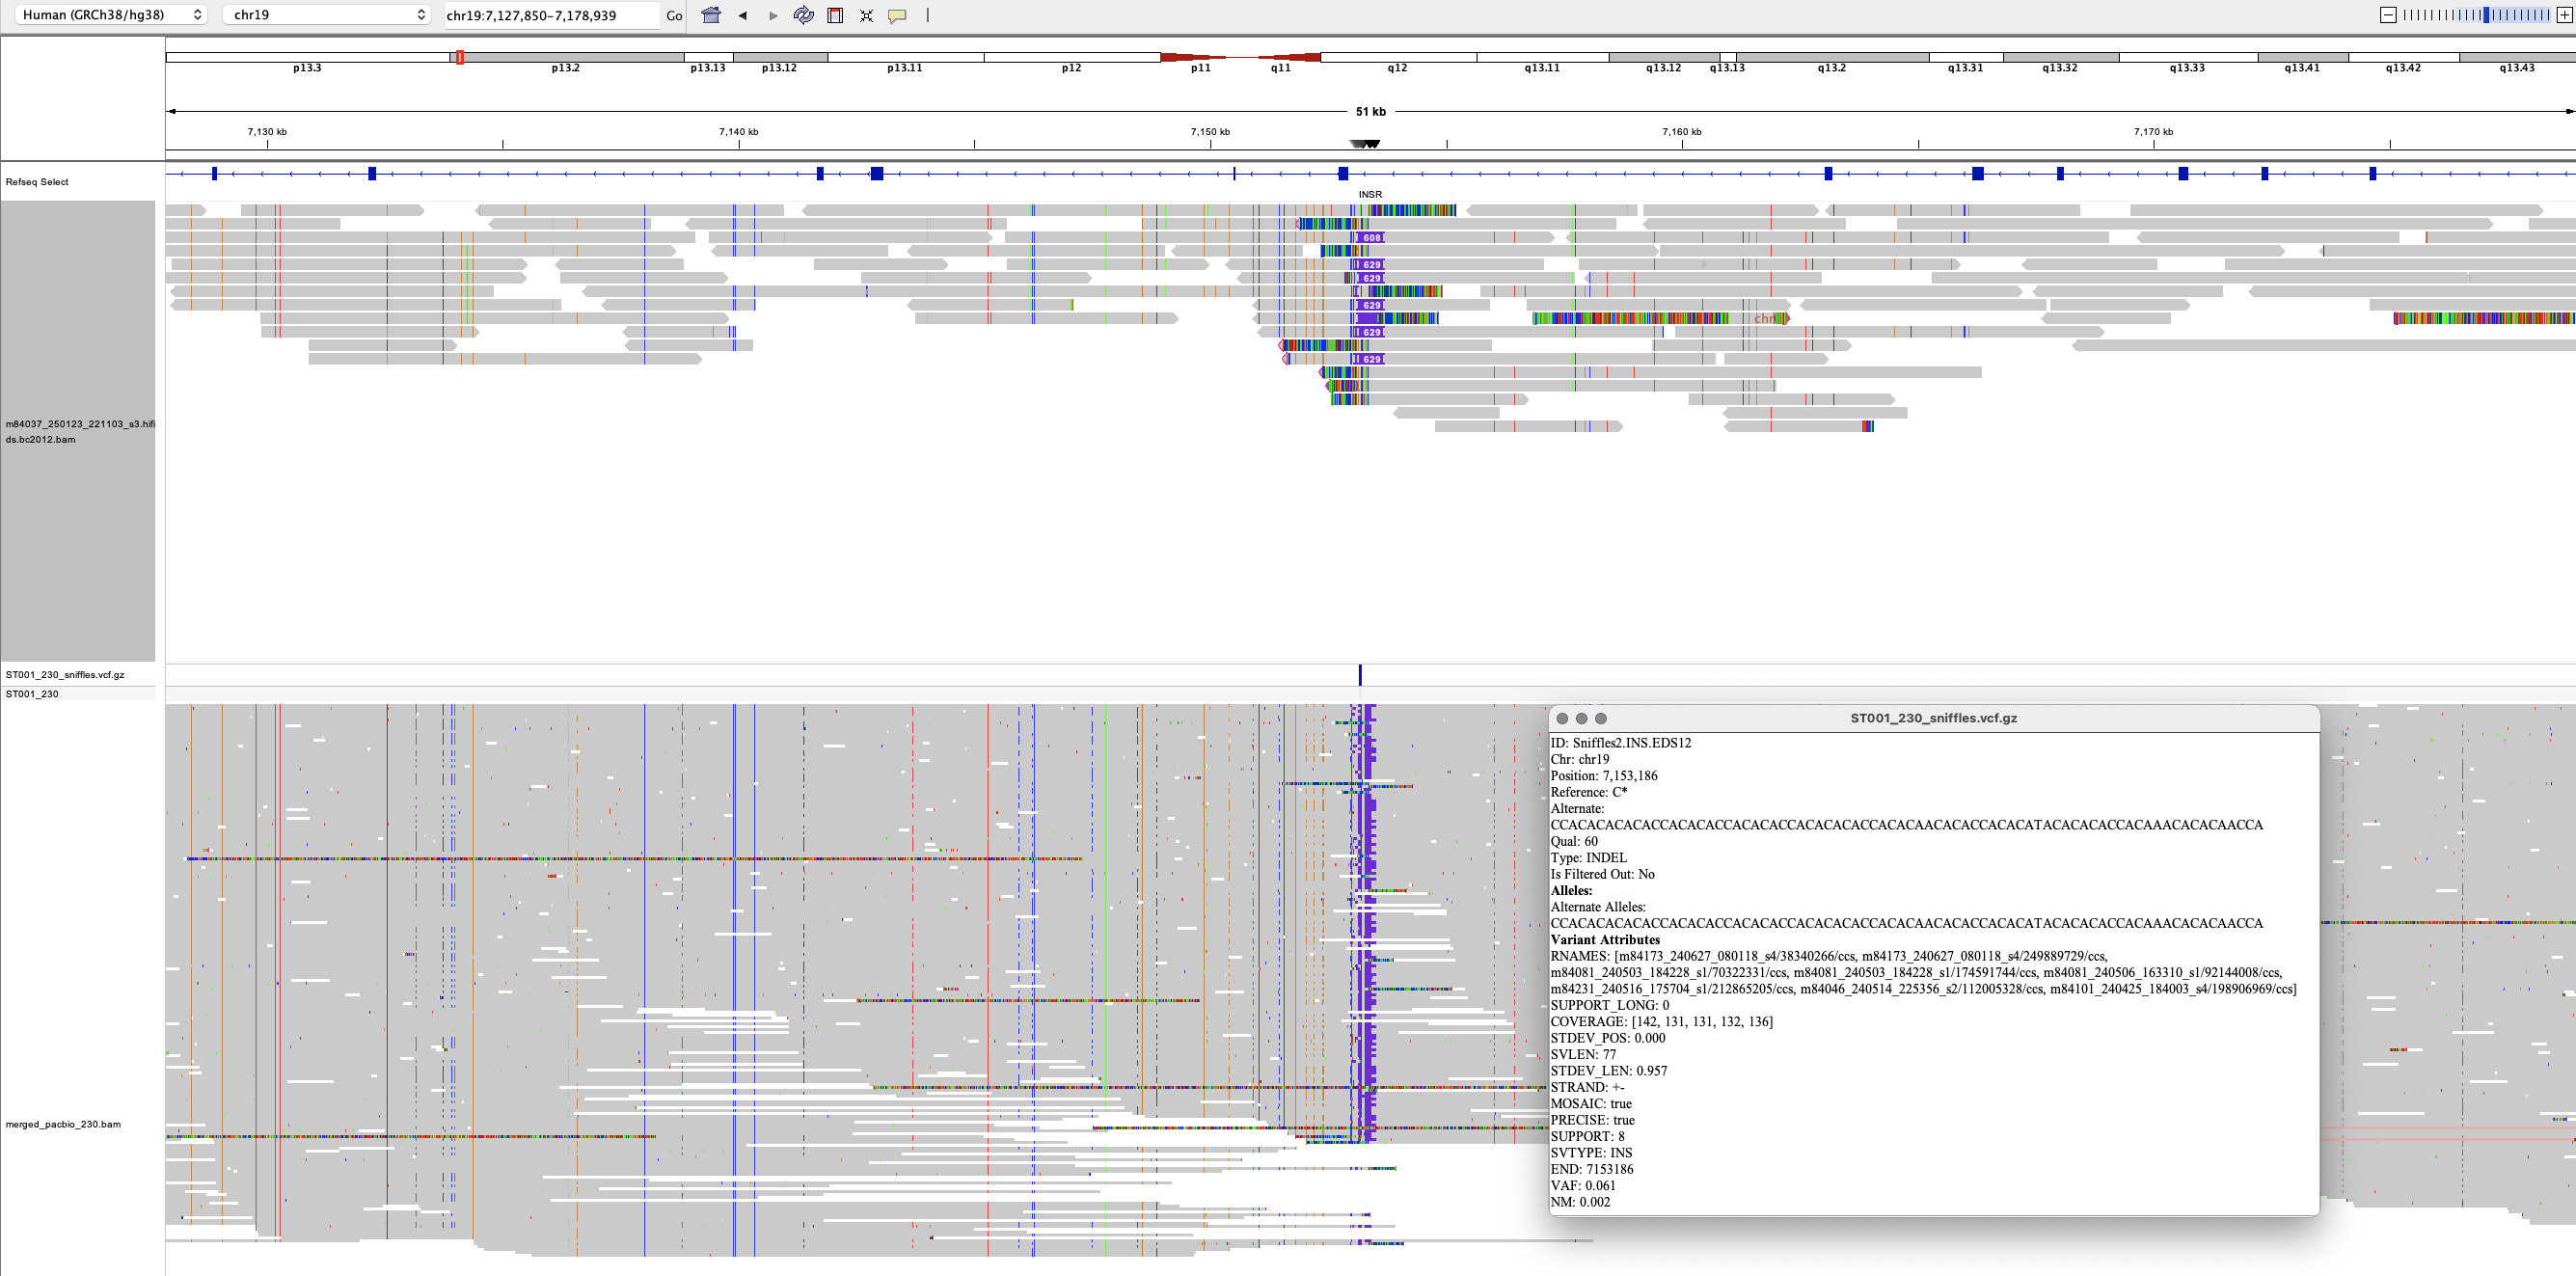 Human (GRCh38/hg38) chr19 chr19:7,127,850-7,178,939 Go
p13.3 p13.2 p13.13 p13.12 p13.11 p12 p11 q11 q12 q13.11 q13.12 q13.13 q13.2 q13.31 q13.32 q13.33 q13.41 q13.42 q13.43
51 kb
7,130 kb 7,140 kb 7,150 kb 7,160 kb 7,170 kb
Refseq Select
INSR
608
629
629
629
chr
629
629
m84037_250123_221103_s3.hifi
ds.bc2012.bam
ST001_230_sniffles.vcf.gz
ST001_230
merged_pacbio_230.bam
ST001_230_sniffles.vcf.gz
ID: Sniffles2.INS.EDS12
Chr: chr19
Position: 7,153,186
Reference: C*
Alternate:
CCACACACACACCACACACCACACACCACACACACCACACAACACACCACACATACACACACCACAAACACACAACCA
Qual: 60
Type: INDEL
Is Filtered Out: No
Alleles:
Alternate Alleles:
CCACACACACACCACACACCACACACCACACACACCACACAACACACCACACATACACACACCACAAACACACAACCA
Variant Attributes
RNAMES: [m84173_240627_080118_s4/38340266/ccs, m84173_240627_080118_s4/249889729/ccs,
m84081_240503_184228_s1/70322331/ccs, m84081_240503_184228_s1/174591744/ccs, m84081_240506_163310_s1/92144008/ccs,
m84231_240516_175704_s1/212865205/ccs, m84046_240514_225356_s2/112005328/ccs, m84101_240425_184003_s4/198906969/ccs]
SUPPORT_LONG: 0
COVERAGE: [142, 131, 131, 132, 136]
STDEV_POS: 0.000
SVLEN: 77
STDEV_LEN: 0.957
STRAND: +-
MOSAIC: true
PRECISE: true
SUPPORT: 8
SVTYPE: INS
END: 7153186
VAF: 0.061
NM: 0.002